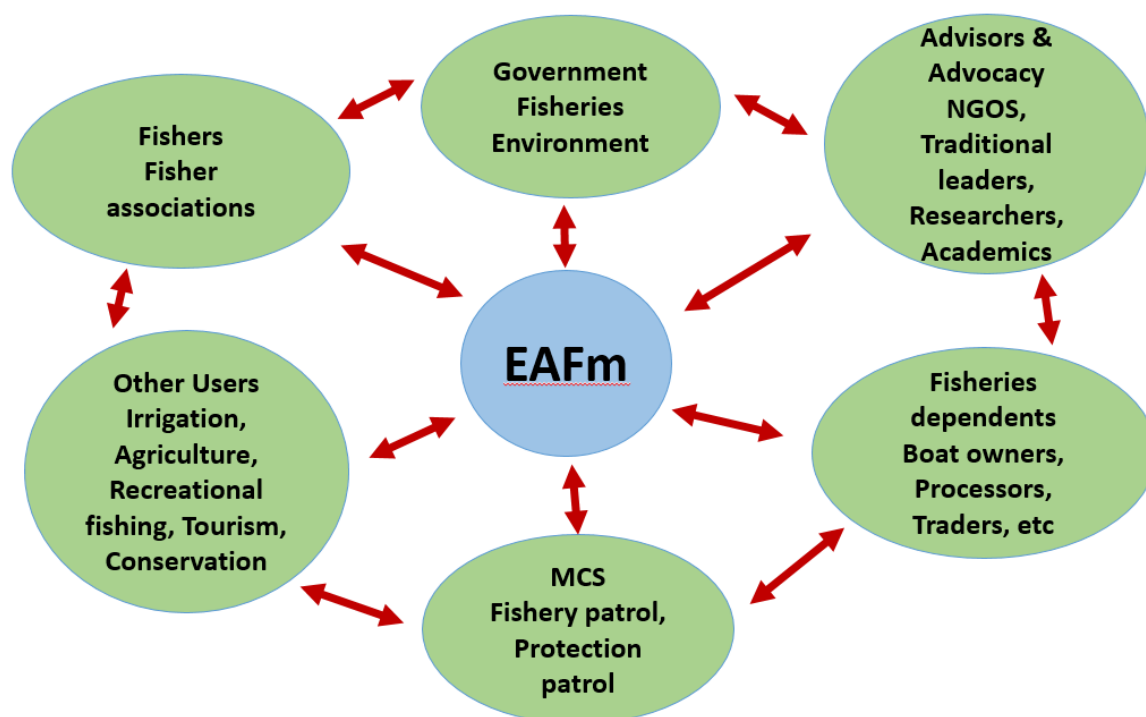 Government
Fisheries
Environment
Advisors &
Advocacy
NGOS,
Traditional
leaders,
Researchers,
Academics
Fishers
Fisher
associations
EAFm
Other Users
Irrigation,
Agriculture,
Recreational
fishing, Tourism,
Conservation
Fisheries
dependents
Boat owners,
Processors,
Traders, etc
MCS
Fishery patrol,
Protection
patrol